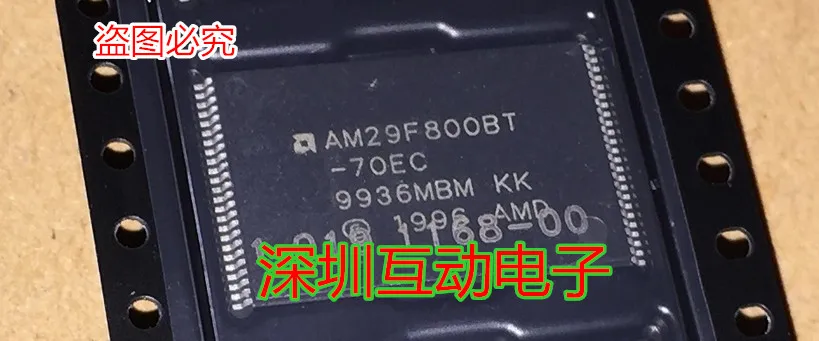 盗图必究
AM29F800BT
-70EC
9936MBM KK
© 1996 AMD
1168-00
深圳互动电子